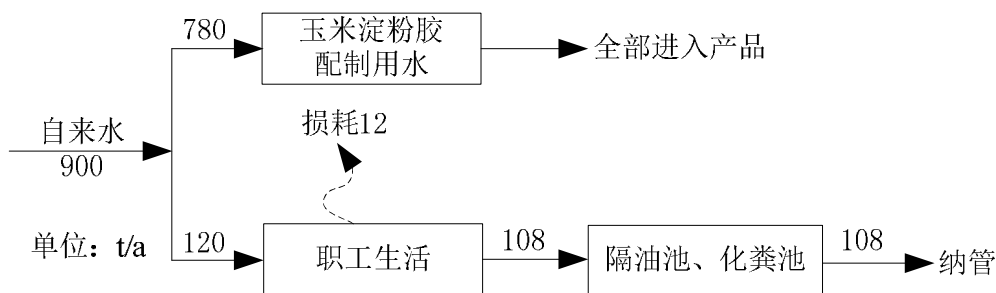 780
玉米淀粉胶
配制用水
全部进入产品
损耗12
自来水
900
单位：t/a
120
职工生活
108
隔油池、化粪池
108
纳管